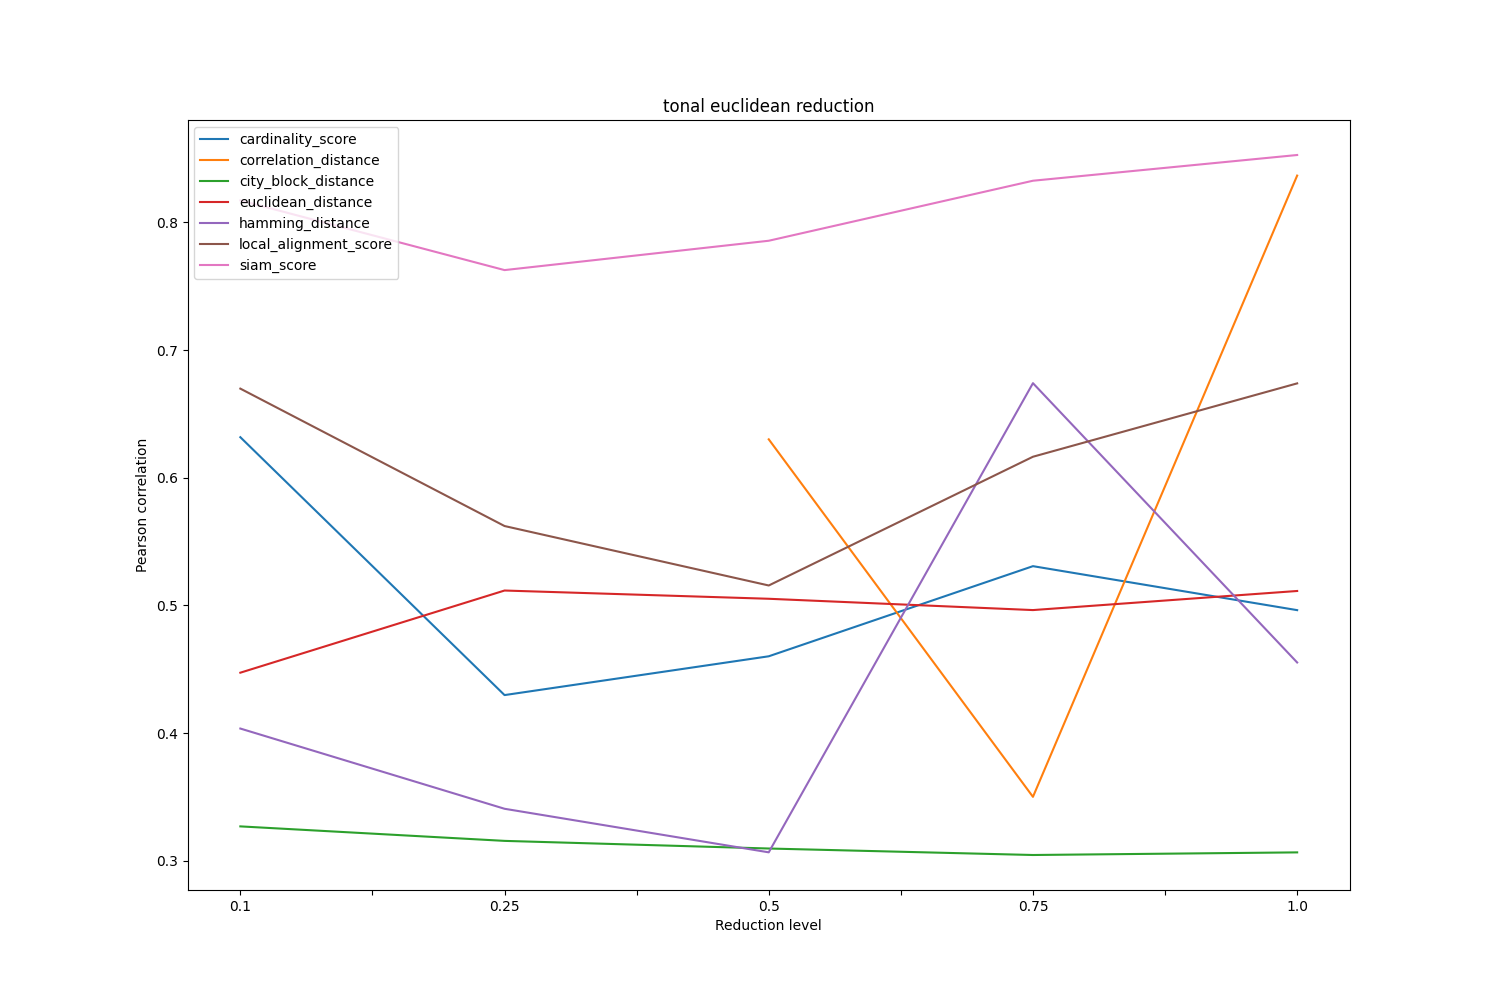 tonal euclidean reduction
cardinality_score
correlation_distance
city_block_distance
euclidean_distance
hamming_distance
local_alignment_score
siam_score
0.8
0.7
0.6
0.5
0.4
0.3
Pearson correlation
0.1 0.25 0.5 0.75 1.0
Reduction level